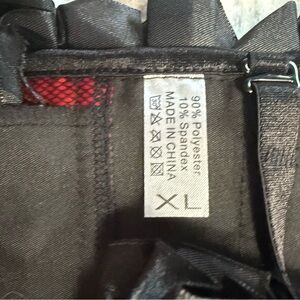 90% Polyester
10% Spandex
MADE IN CHINA
XL